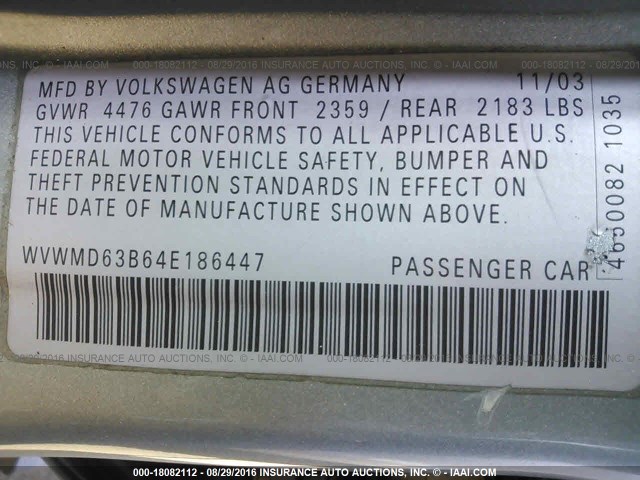 MFD BY VOLKSWAGEN AG GERMANY 11/03
GVWR 4476 GAWR FRONT 2359 / REAR 2183 LBS
THIS VEHICLE CONFORMS TO ALL APPLICABLE U.S.
FEDERAL MOTOR VEHICLE SAFETY, BUMPER AND
THEFT PREVENTION STANDARDS IN EFFECT ON
THE DATE OF MANUFACTURE SHOWN ABOVE.
WVWMD63B64E186447 PASSENGER CAR
1035
000-18082112 - 08/29/2016 INSURANCE AUTO AUCTIONS, INC. © - IAAI.COM